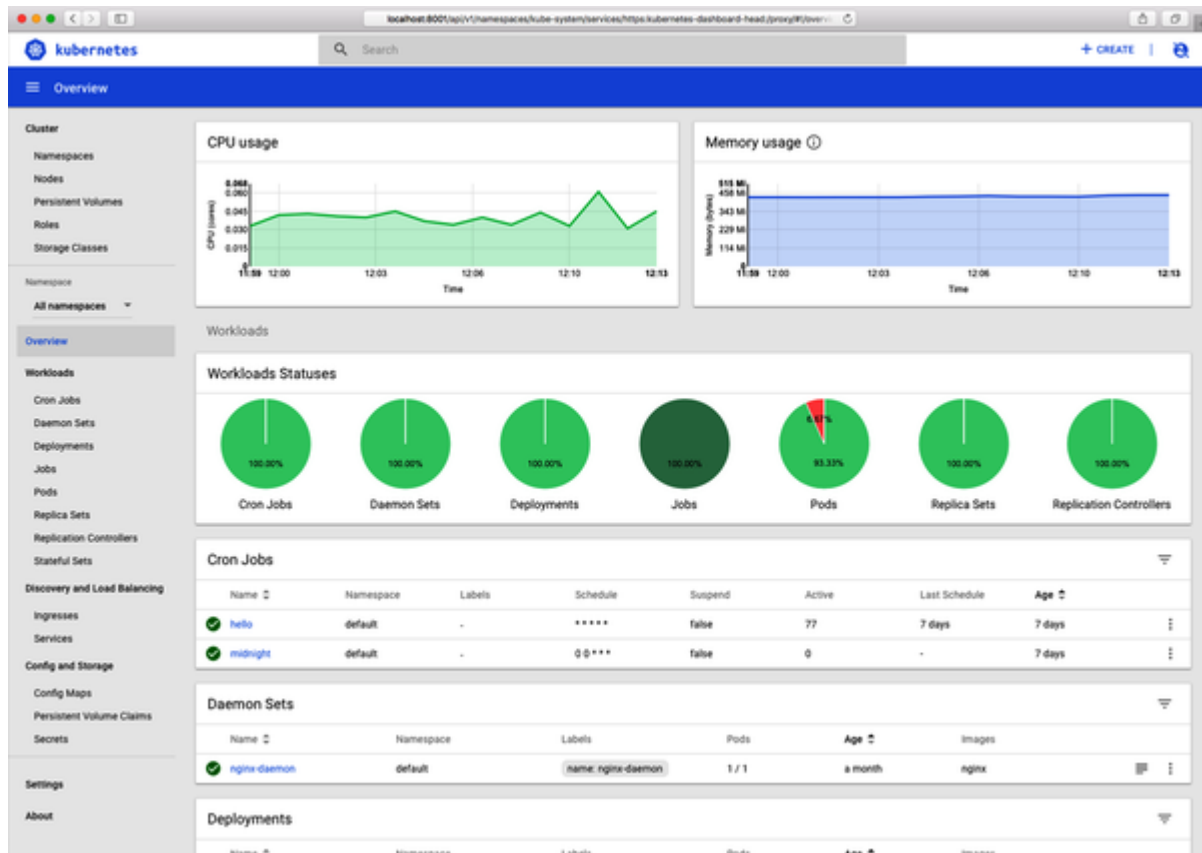 localhost:8001/api/v1/namespaces/kube-system/services/https:kubernetes-dashboard-head:/proxy/#!/overv
kubernetes
Search
+ CREATE |
Overview
Cluster
Namespaces
Nodes
Persistent Volumes
Roles
Storage Classes
Namespace
All namespaces
Overview
Workloads
Cron Jobs
Daemon Sets
Deployments
Jobs
Pods
Replica Sets
Replication Controllers
Stateful Sets
Discovery and Load Balancing
Ingresses
Services
Config and Storage
Config Maps
Persistent Volume Claims
Secrets
Settings
About
CPU usage
CPU (cores)
0.068
0.060
0.045
0.030
0.015
0
11:59 12:00 12:03 12:06 12:10 12:13
Time
Memory usage
Memory (bytes)
515 Mi
458 Mi
343 Mi
229 Mi
114 Mi
0
11:59 12:00 12:03 12:06 12:10 12:13
Time
Workloads
Workloads Statuses
100.00% 100.00% 100.00% 100.00% 6.67% 93.33% 100.00% 100.00%
Cron Jobs Daemon Sets Deployments Jobs Pods Replica Sets Replication Controllers
Cron Jobs
Name Namespace Labels Schedule Suspend Active Last Schedule Age
hello default - * * * * * false 77 7 days 7 days
midnight default - 0 0 * * * false 0 - 7 days
Daemon Sets
Name Namespace Labels Pods Age Images
nginx-daemon default name: nginx-daemon 1 / 1 a month nginx
Deployments
Name Namespace Labels Pods Age Images